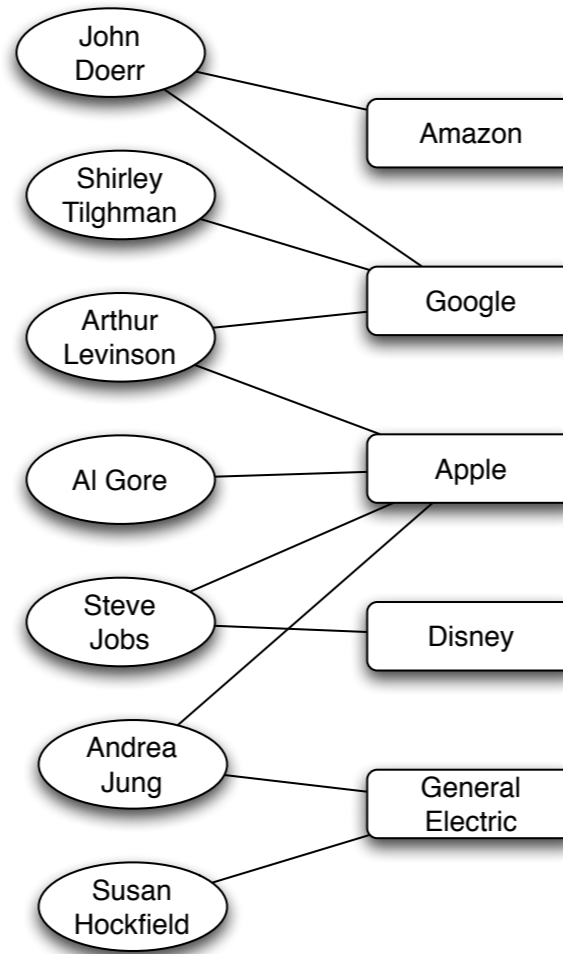 John
Doerr
Amazon
Shirley
Tilghman
Google
Arthur
Levinson
Apple
Al Gore
Steve
Jobs
Disney
Andrea
Jung
General
Electric
Susan
Hockfield